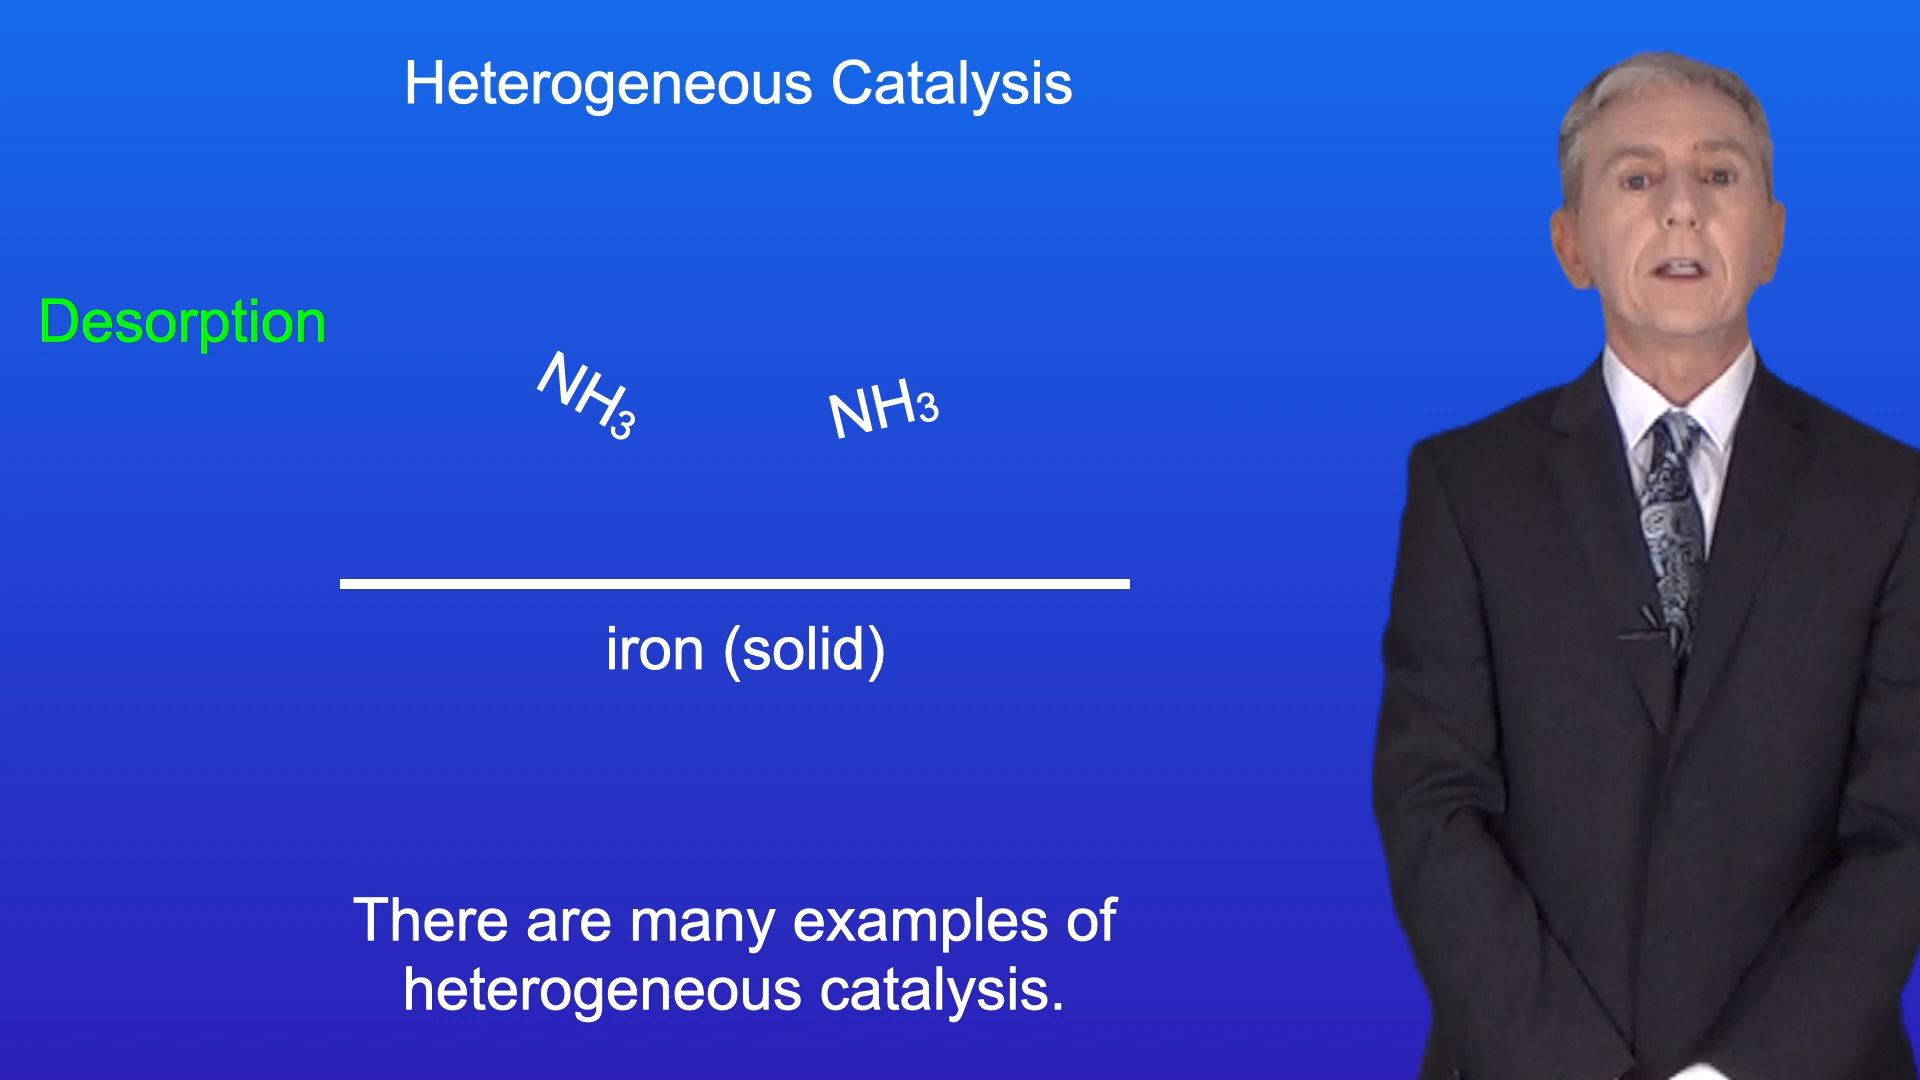 Heterogeneous Catalysis
Desorption
NH₃
NH₃
iron (solid)
There are many examples of
heterogeneous catalysis.